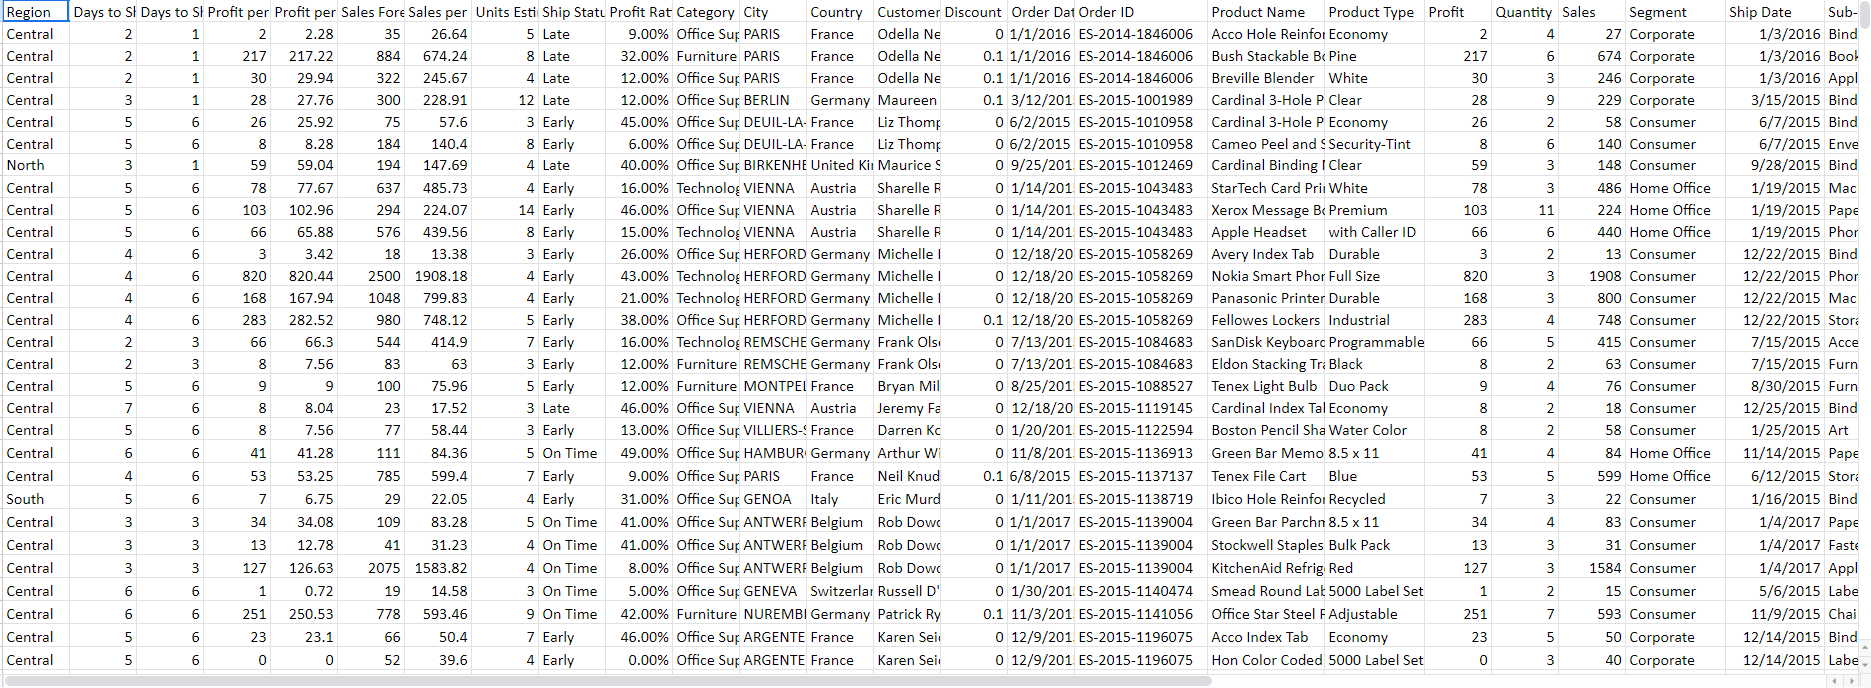 Region Days to Sh Days to Sh Profit per Profit per Sales Fore Sales per Units Esti Ship Statu Profit Rat Category City Country Customer Discount Order Dat Order ID Product Name Product Type Profit Quantity Sales Segment Ship Date Sub-
Central 2 1 2 2.28 35 26.64 5 Late 9.00% Office Sup PARIS France Odella Ne 0 1/1/2016 ES-2014-1846006 Acco Hole Reinfor Economy 2 4 27 Corporate 1/3/2016 Bind
Central 2 1 217 217.22 884 674.24 8 Late 32.00% Furniture PARIS France Odella Ne 0.1 1/1/2016 ES-2014-1846006 Bush Stackable Bo Pine 217 6 674 Corporate 1/3/2016 Book
Central 2 1 30 29.94 322 245.67 4 Late 12.00% Office Sup PARIS France Odella Ne 0 1/1/2016 ES-2014-1846006 Breville Blender White 30 3 246 Corporate 1/3/2016 Appl
Central 3 1 28 27.76 300 228.91 12 Late 12.00% Office Sup BERLIN Germany Maureen 0.1 3/12/201 ES-2015-1001989 Cardinal 3-Hole P Clear 28 9 229 Corporate 3/15/2015 Bind
Central 5 6 26 25.92 75 57.6 3 Early 45.00% Office Sup DEUIL-LA- France Liz Thomp 0 6/2/2015 ES-2015-1010958 Cardinal 3-Hole P Economy 26 2 58 Consumer 6/7/2015 Bind
Central 5 6 8 8.28 184 140.4 8 Early 6.00% Office Sup DEUIL-LA- France Liz Thomp 0 6/2/2015 ES-2015-1010958 Cameo Peel and S Security-Tint 8 6 140 Consumer 6/7/2015 Enve
North 3 1 59 59.04 194 147.69 4 Late 40.00% Office Sup BIRKENHE United Kin Maurice S 0 9/25/201 ES-2015-1012469 Cardinal Binding Clear 59 3 148 Consumer 9/28/2015 Bind
Central 5 6 78 77.67 637 485.73 4 Early 16.00% Technolog VIENNA Austria Sharelle R 0 1/14/201 ES-2015-1043483 StarTech Card Prin White 78 3 486 Home Office 1/19/2015 Mac
Central 5 6 103 102.96 294 224.07 14 Early 46.00% Office Sup VIENNA Austria Sharelle R 0 1/14/201 ES-2015-1043483 Xerox Message Bo Premium 103 11 224 Home Office 1/19/2015 Pape
Central 5 6 66 65.88 576 439.56 8 Early 15.00% Technolog VIENNA Austria Sharelle R 0 1/14/201 ES-2015-1043483 Apple Headset with Caller ID 66 6 440 Home Office 1/19/2015 Phon
Central 4 6 3 3.42 18 13.38 3 Early 26.00% Office Sup HERFORD Germany Michelle 0 12/18/20 ES-2015-1058269 Avery Index Tab Durable 3 2 13 Consumer 12/22/2015 Bind
Central 4 6 820 820.44 2500 1908.18 4 Early 43.00% Technolog HERFORD Germany Michelle 0 12/18/20 ES-2015-1058269 Nokia Smart Phon Full Size 820 3 1908 Consumer 12/22/2015 Phon
Central 4 6 168 167.94 1048 799.83 4 Early 21.00% Technolog HERFORD Germany Michelle 0 12/18/20 ES-2015-1058269 Panasonic Printer Durable 168 3 800 Consumer 12/22/2015 Mac
Central 4 6 283 282.52 980 748.12 5 Early 38.00% Office Sup HERFORD Germany Michelle 0.1 12/18/20 ES-2015-1058269 Fellowes Lockers Industrial 283 4 748 Consumer 12/22/2015 Stora
Central 2 3 66 66.3 544 414.9 7 Early 16.00% Technolog REMSCHE Germany Frank Olse 0 7/13/201 ES-2015-1084683 SanDisk Keyboard Programmable 66 5 415 Consumer 7/15/2015 Acce
Central 2 3 8 7.56 83 63 3 Early 12.00% Furniture REMSCHE Germany Frank Olse 0 7/13/201 ES-2015-1084683 Eldon Stacking Tra Black 8 2 63 Consumer 7/15/2015 Furn
Central 5 6 9 9 100 75.96 5 Early 12.00% Furniture MONTPEL France Bryan Mil 0 8/25/201 ES-2015-1088527 Tenex Light Bulb Duo Pack 9 4 76 Consumer 8/30/2015 Furn
Central 7 6 8 8.04 23 17.52 3 Late 46.00% Office Sup VIENNA Austria Jeremy Fa 0 12/18/20 ES-2015-1119145 Cardinal Index Tab Economy 8 2 18 Consumer 12/25/2015 Bind
Central 5 6 8 7.56 77 58.44 3 Early 13.00% Office Sup VILLIERS-S France Darren Ko 0 1/20/201 ES-2015-1122594 Boston Pencil Sha Water Color 8 2 58 Consumer 1/25/2015 Art
Central 6 6 41 41.28 111 84.36 5 On Time 49.00% Office Sup HAMBURG Germany Arthur Wi 0 11/8/201 ES-2015-1136913 Green Bar Memo 8.5 x 11 41 4 84 Home Office 11/14/2015 Pape
Central 4 6 53 53.25 785 599.4 7 Early 9.00% Office Sup PARIS France Neil Knud 0.1 6/8/2015 ES-2015-1137137 Tenex File Cart Blue 53 5 599 Home Office 6/12/2015 Stora
South 5 6 7 6.75 29 22.05 4 Early 31.00% Office Sup GENOA Italy Eric Murd 0 1/11/201 ES-2015-1138719 Ibico Hole Reinfor Recycled 7 3 22 Consumer 1/16/2015 Bind
Central 3 3 34 34.08 109 83.28 5 On Time 41.00% Office Sup ANTWERP Belgium Rob Dowd 0 1/1/2017 ES-2015-1139004 Green Bar Parchm 8.5 x 11 34 4 83 Consumer 1/4/2017 Pape
Central 3 3 13 12.78 41 31.23 4 On Time 41.00% Office Sup ANTWERP Belgium Rob Dowd 0 1/1/2017 ES-2015-1139004 Stockwell Staples Bulk Pack 13 3 31 Consumer 1/4/2017 Faste
Central 3 3 127 126.63 2075 1583.82 4 On Time 8.00% Office Sup ANTWERP Belgium Rob Dowd 0 1/1/2017 ES-2015-1139004 KitchenAid Refrig Red 127 3 1584 Consumer 1/4/2017 Appl
Central 6 6 1 0.72 19 14.58 3 On Time 5.00% Office Sup GENEVA Switzerlan Russell D' 0 1/30/201 ES-2015-1140474 Smead Round Lab 5000 Label Set 1 2 15 Consumer 5/6/2015 Labe
Central 6 6 251 250.53 778 593.46 9 On Time 42.00% Furniture NUREMB Germany Patrick Ry 0.1 11/3/201 ES-2015-1141056 Office Star Steel F Adjustable 251 7 593 Consumer 11/9/2015 Chai
Central 5 6 23 23.1 66 50.4 7 Early 46.00% Office Sup ARGENTE France Karen Sei 0 12/9/201 ES-2015-1196075 Acco Index Tab Economy 23 5 50 Corporate 12/14/2015 Bind
Central 5 6 0 0 52 39.6 4 Early 0.00% Office Sup ARGENTE France Karen Sei 0 12/9/201 ES-2015-1196075 Hon Color Coded 5000 Label Set 0 3 40 Corporate 12/14/2015 Labe